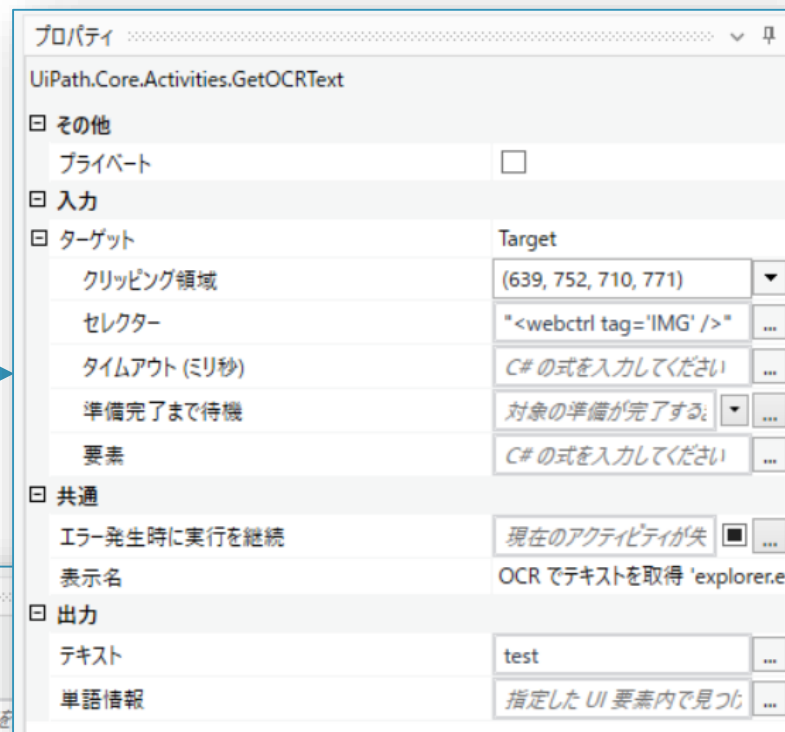 プロパティ
UiPath.Core.Activities.GetOCRText
その他
プライベート
入力
ターゲット Target
クリッピング領域 (639, 752, 710, 771)
セレクター "<webctrl tag='IMG' />" ...
タイムアウト (ミリ秒) C# の式を入力してください ...
準備完了まで待機 対象の準備が完了する ...
要素 C# の式を入力してください ...
共通
エラー発生時に実行を継続 現在のアクティビティが失 ...
表示名 OCR でテキストを取得 'explorer.e
出力
テキスト test ...
単語情報 指定した UI 要素内で見つけ ...
を